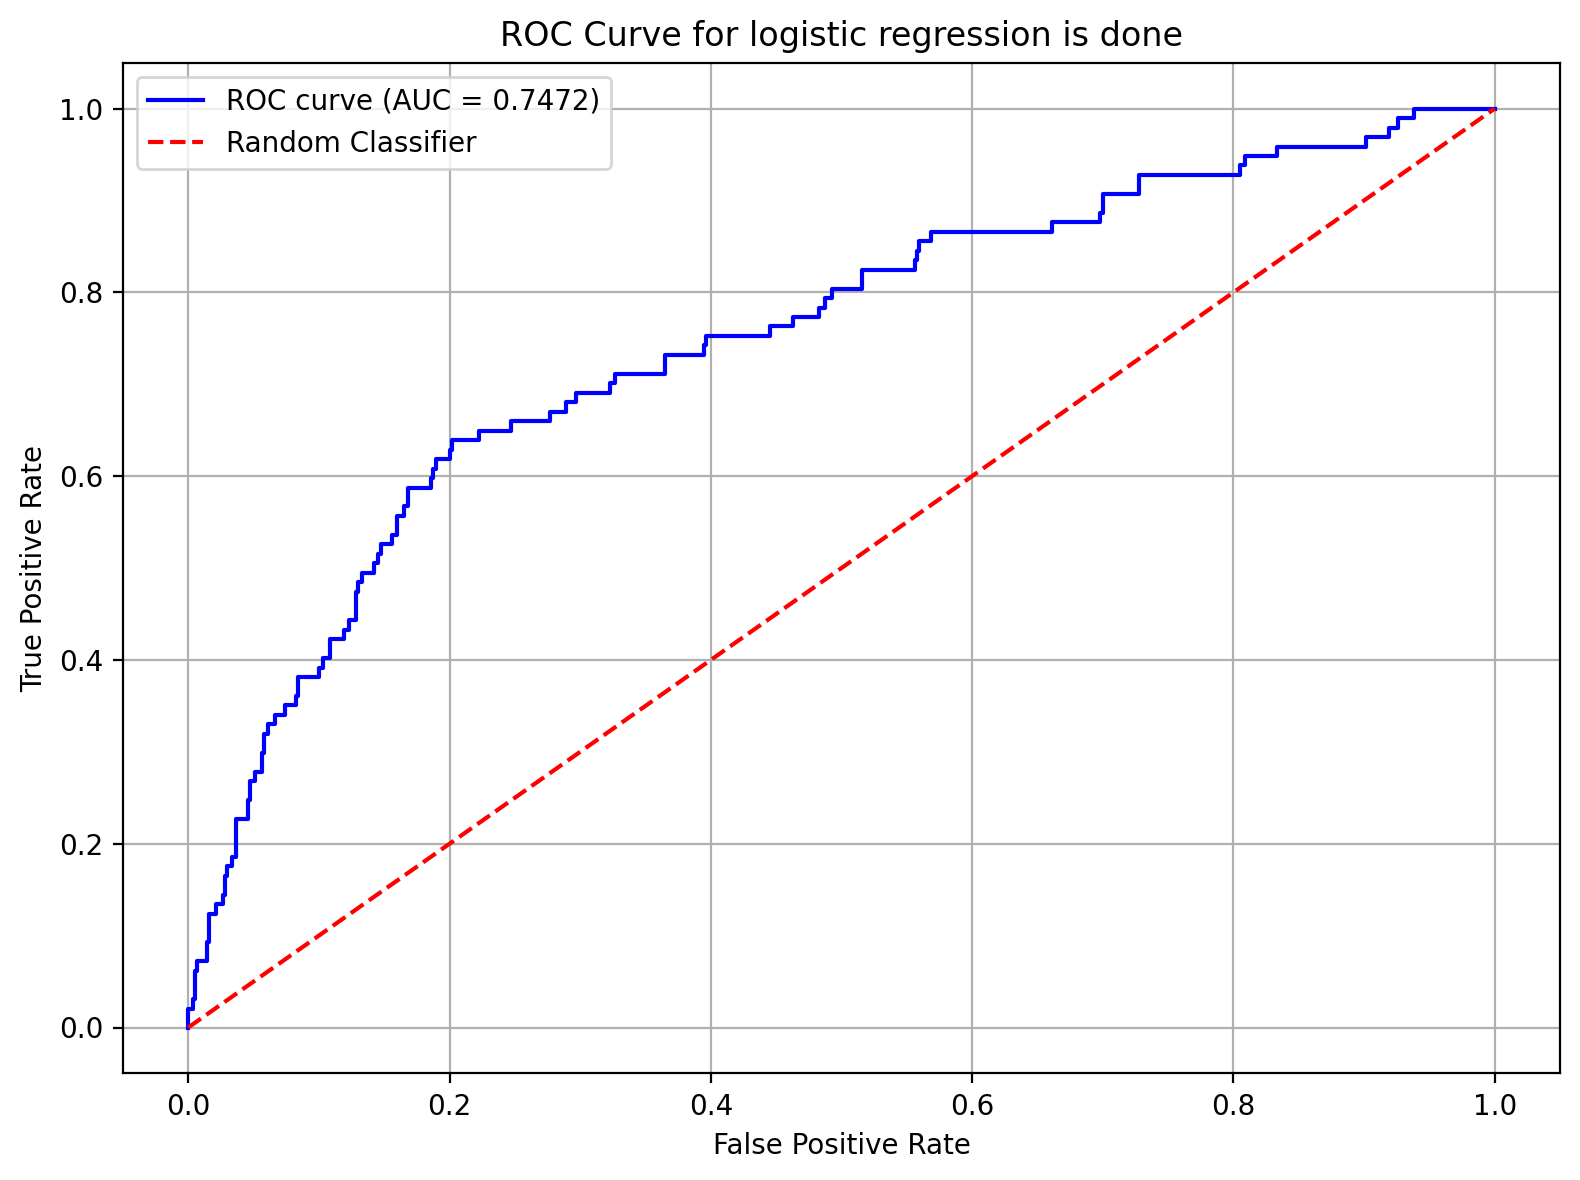 ROC Curve for logistic regression is done
ROC curve (AUC = 0.7472)
Random Classifier
1.0
0.8
0.6
0.4
0.2
0.0
True Positive Rate
0.0 0.2 0.4 0.6 0.8 1.0
False Positive Rate